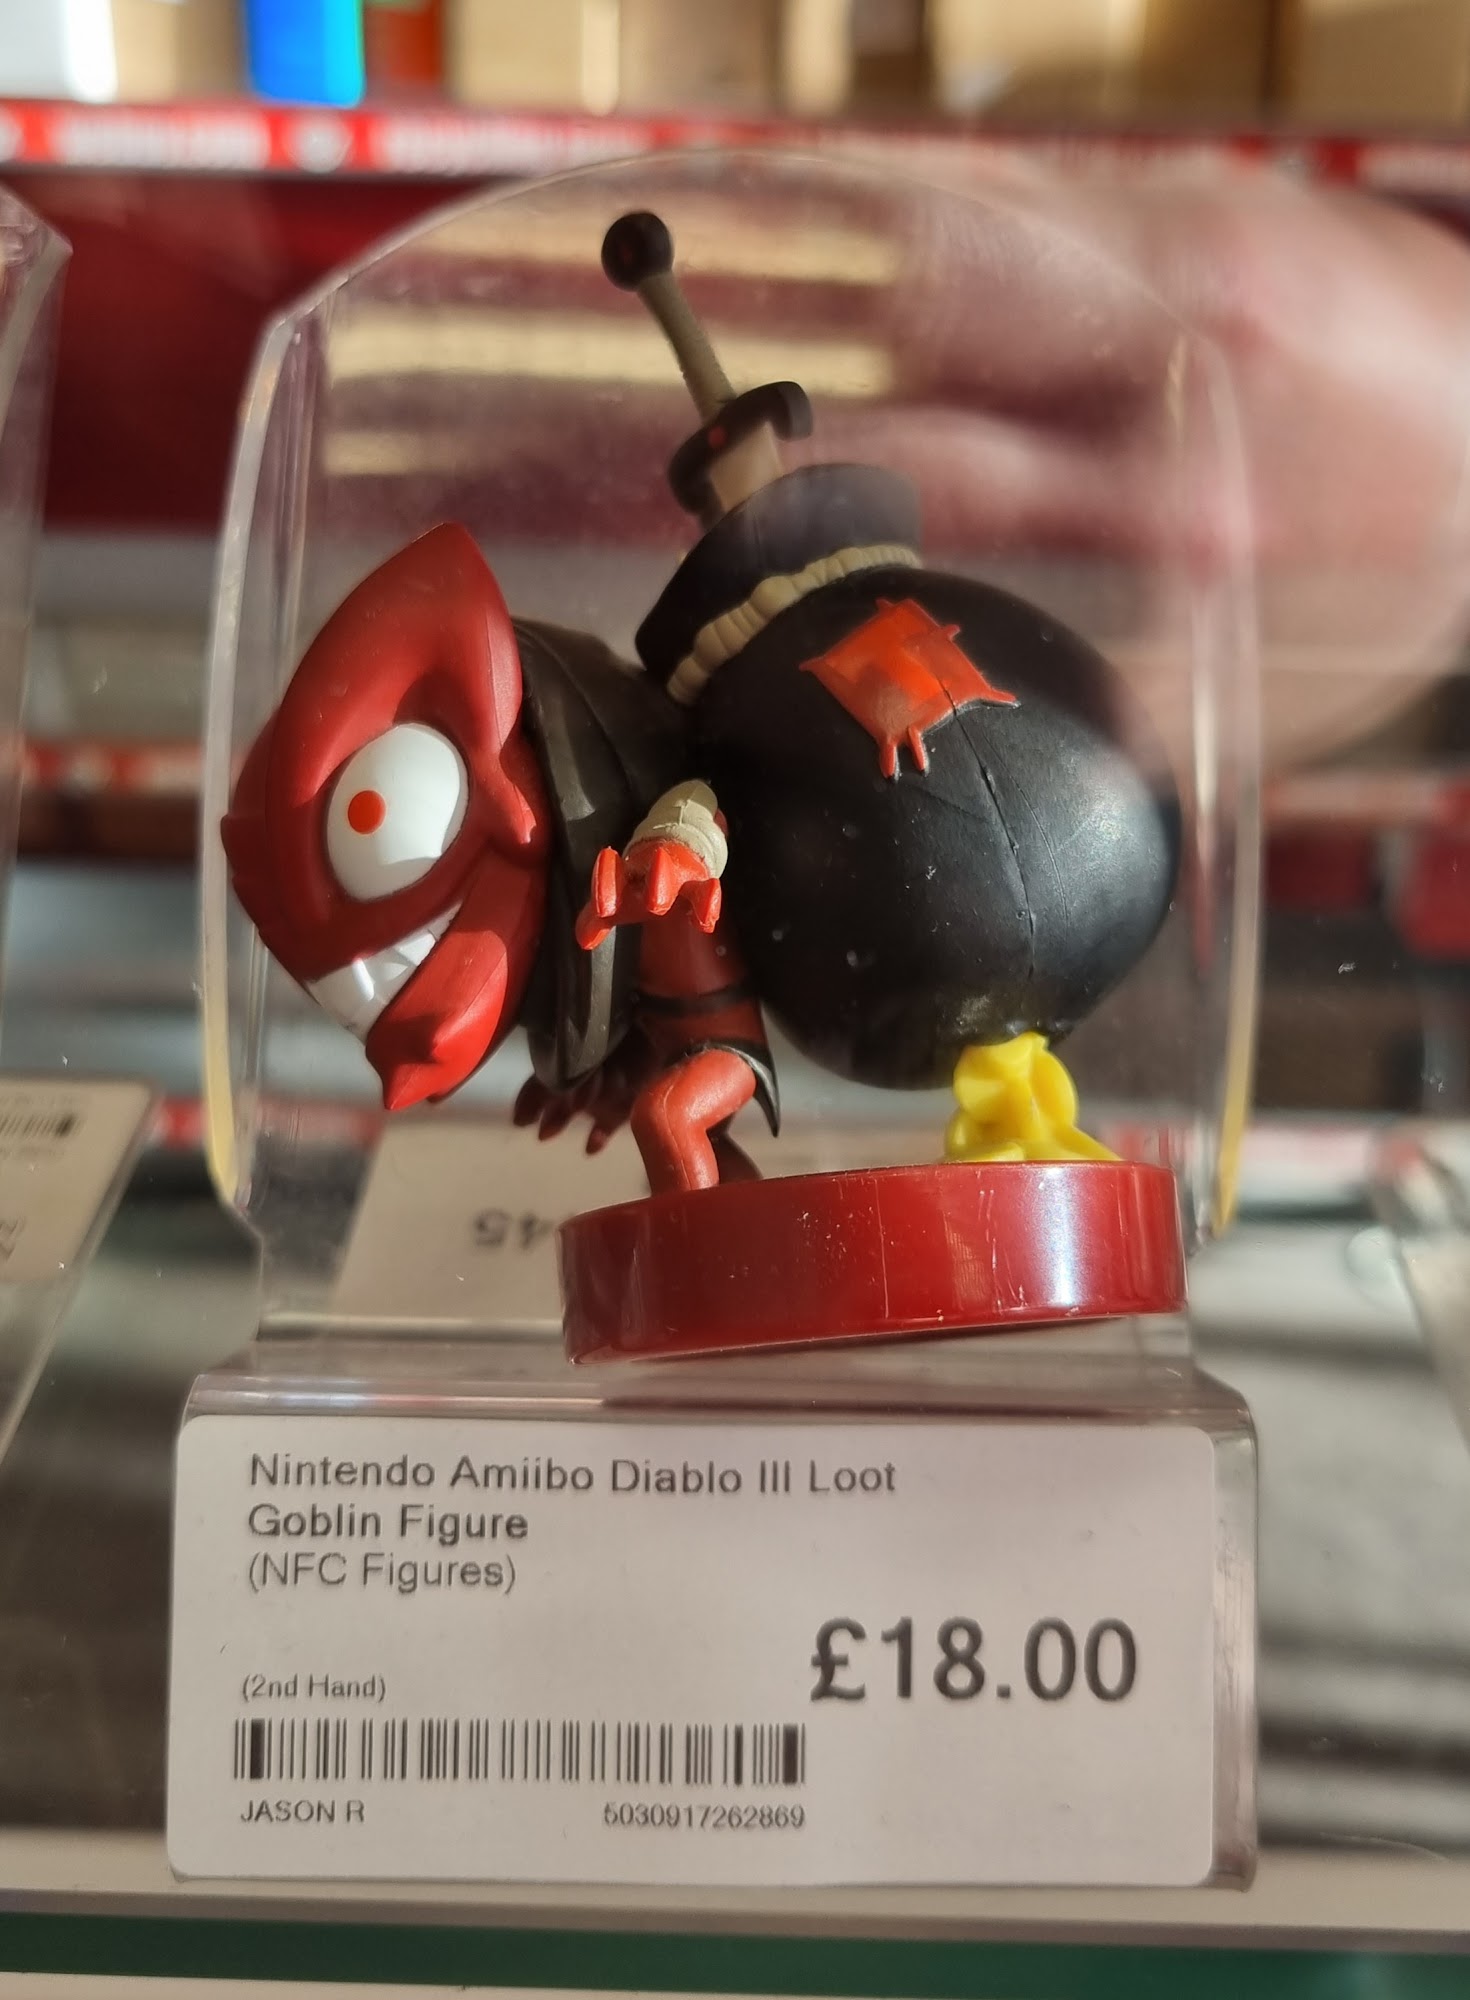 Nintendo Amiibo Diablo III Loot
Goblin Figure
(NFC Figures)
£18.00
(2nd Hand)
JASON R
5030917262869